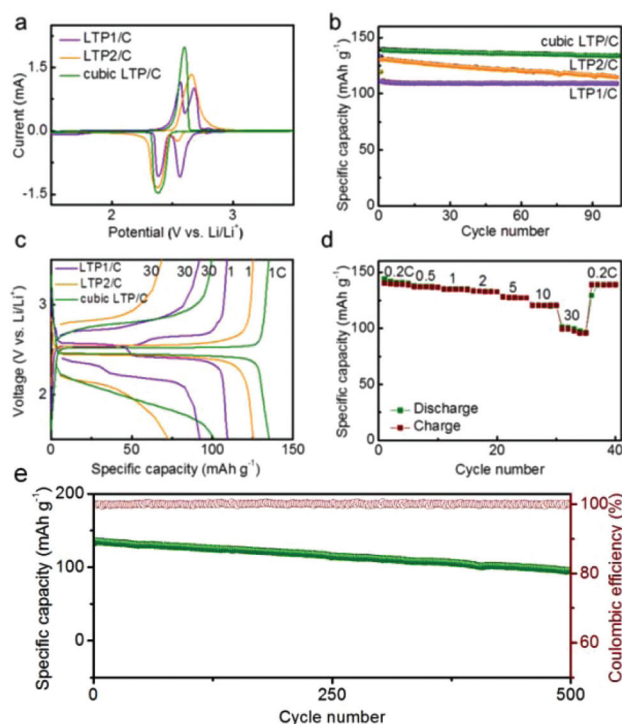 a
LTP1/C
LTP2/C
cubic LTP/C
Current (mA)
1.5
0.0
-1.5
2
3
Potential (V vs. Li/Li⁺)
b
Specific capacity (mAh g⁻¹)
150
100
50
0
0
30
60
90
Cycle number
cubic LTP/C
LTP2/C
LTP1/C
c
LTP1/C
LTP2/C
cubic LTP/C
30
30
30
1
1
1 C
Voltage (V vs. Li/Li⁺)
3
2
0
50
100
150
Specific capacity (mAh g⁻¹)
d
Specific capacity (mAh g⁻¹)
150
100
50
0
0.2C
0.5
1
2
5
10
30
0.2C
Discharge
Charge
0
20
40
Cycle number
e
Specific capacity (mAh g⁻¹)
200
100
0
100
80
60
Coulombic efficiency (%)
0
250
500
Cycle number